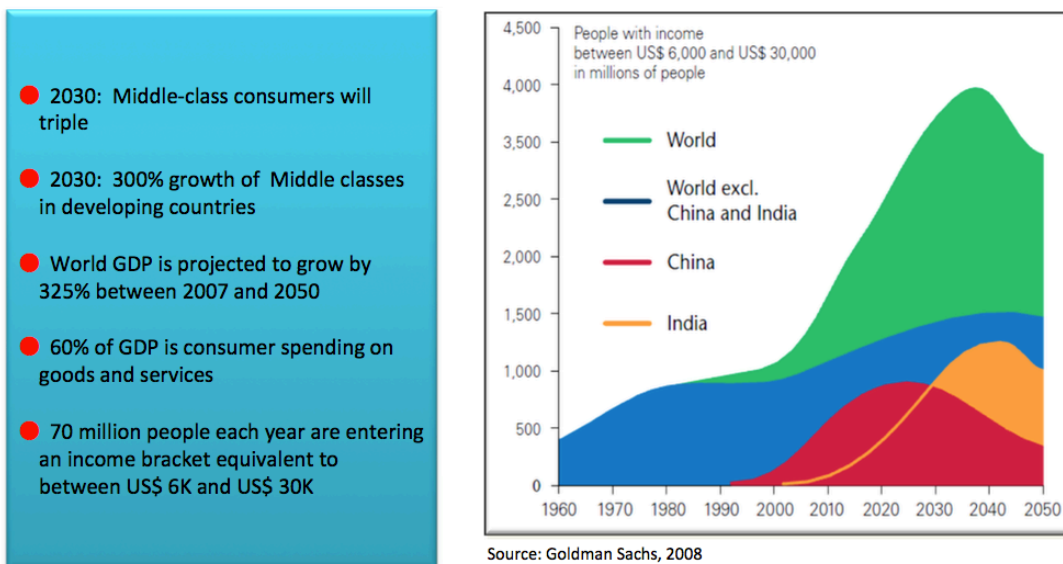 2030: Middle-class consumers will
triple
2030: 300% growth of Middle classes
in developing countries
World GDP is projected to grow by
325% between 2007 and 2050
60% of GDP is consumer spending on
goods and services
70 million people each year are entering
an income bracket equivalent to
between US$ 6K and US$ 30K
People with income
between US$ 6,000 and US$ 30,000
in millions of people
4,500
4,000
3,500
3,000
2,500
2,000
1,500
1,000
500
0
World
World excl.
China and India
China
India
1960 1970 1980 1990 2000 2010 2020 2030 2040 2050
Source: Goldman Sachs, 2008